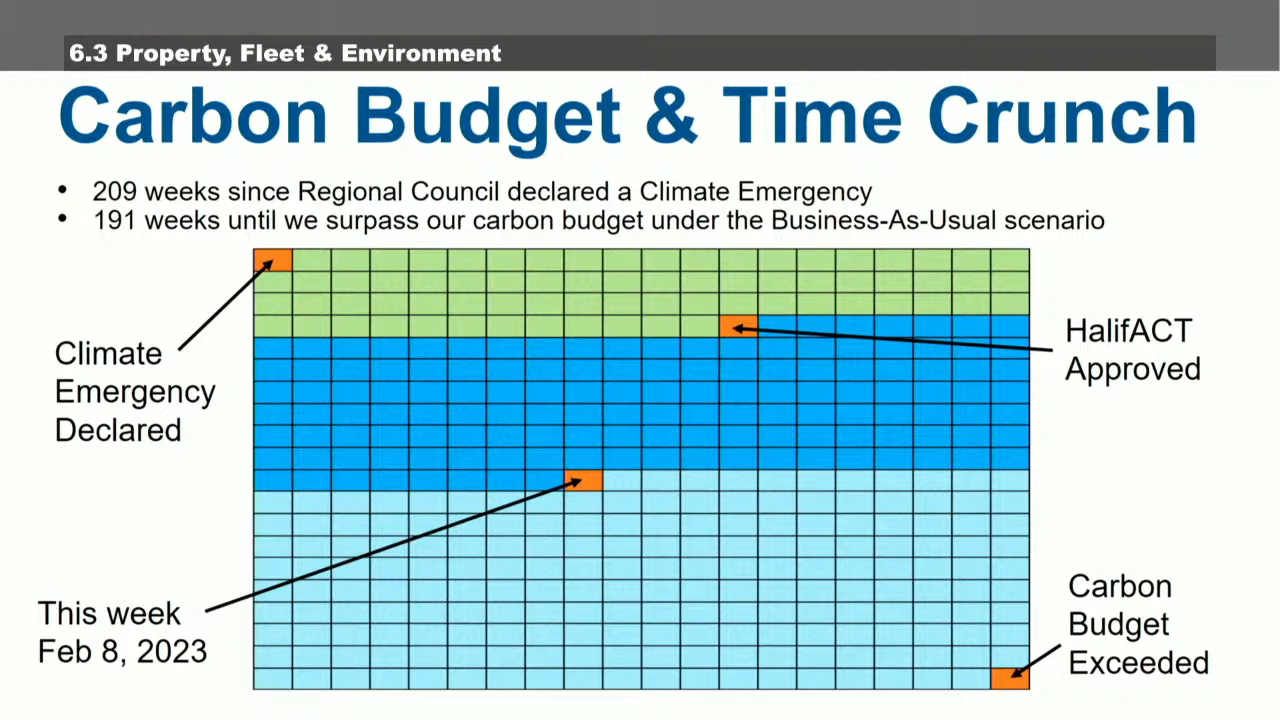 6.3 Property, Fleet & Environment
Carbon Budget & Time Crunch
• 209 weeks since Regional Council declared a Climate Emergency
• 191 weeks until we surpass our carbon budget under the Business-As-Usual scenario
Climate
Emergency
Declared
HalifACT
Approved
This week
Feb 8, 2023
Carbon
Budget
Exceeded